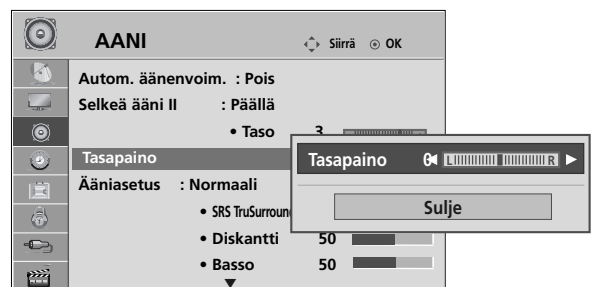 AANI
Siirrä OK
Autom. äänenvoim. : Pois
Selkeä ääni II : Päällä
• Taso 3
Tasapaino
Tasapaino 0 L R
Ääniasetus : Normaali
Sulje
• SRS TruSurround
• Diskantti 50
• Basso 50